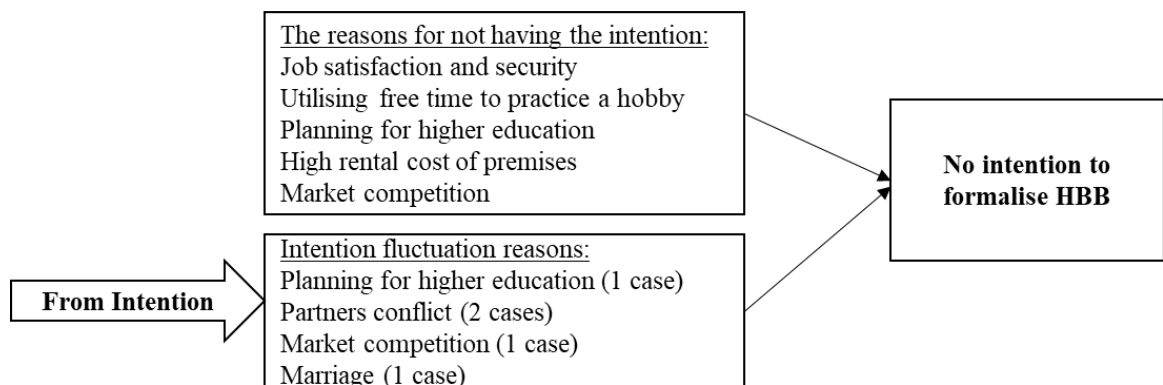 The reasons for not having the intention:
Job satisfaction and security
Utilising free time to practice a hobby
Planning for higher education
High rental cost of premises
Market competition
No intention to
formalise HBB
From Intention
Intention fluctuation reasons:
Planning for higher education (1 case)
Partners conflict (2 cases)
Market competition (1 case)
Marriage (1 case)